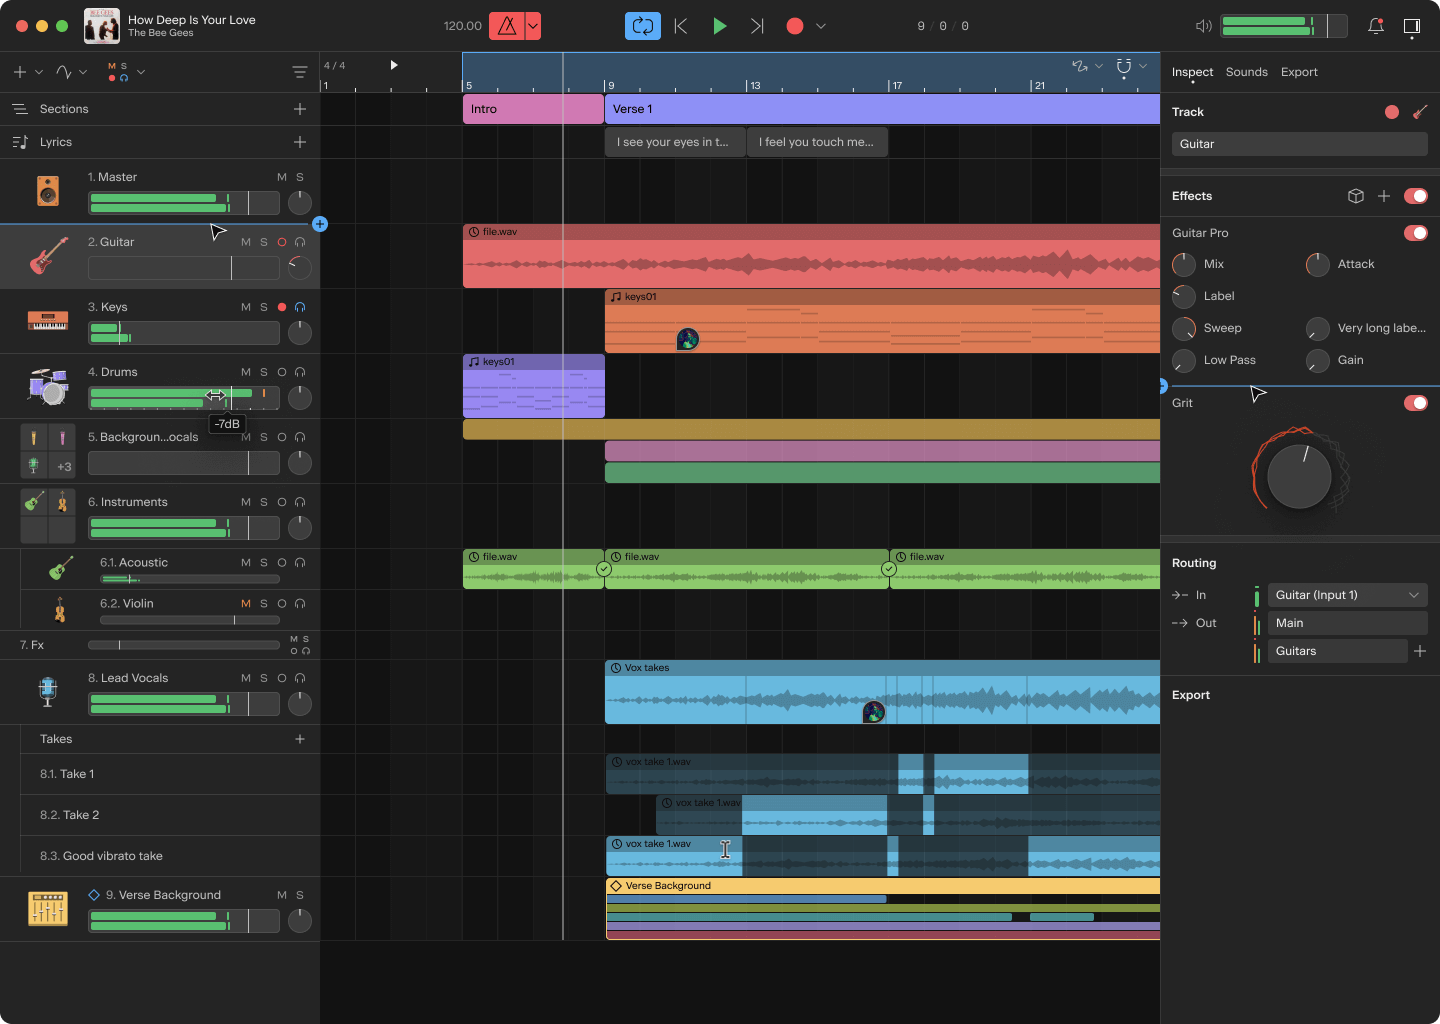 How Deep Is Your Love
The Bee Gees
120.00
9 / 0 / 0
4 / 4
1
5
9
13
17
21
Inspect
Sounds
Export
M S
Sections
Intro
Verse 1
Lyrics
I see your eyes in t...
I feel you touch me...
Track
Guitar
1. Master
M S
Effects
2. Guitar
M S
file.wav
Guitar Pro
Mix
Attack
Label
Sweep
Very long labe...
Low Pass
Gain
3. Keys
M S
keys01
4. Drums
M S
keys01
-7dB
Grit
5. Backgroun...ocals
M S
+3
6. Instruments
M S
6.1. Acoustic
M S
file.wav
file.wav
file.wav
6.2. Violin
M S
7. Fx
M S
Routing
In
Guitar (Input 1)
Out
Main
Guitars
Export
8. Lead Vocals
M S
Vox takes
Takes
8.1. Take 1
vox take 1.wav
8.2. Take 2
vox take 1.wav
8.3. Good vibrato take
vox take 1.wav
9. Verse Background
M S
Verse Background